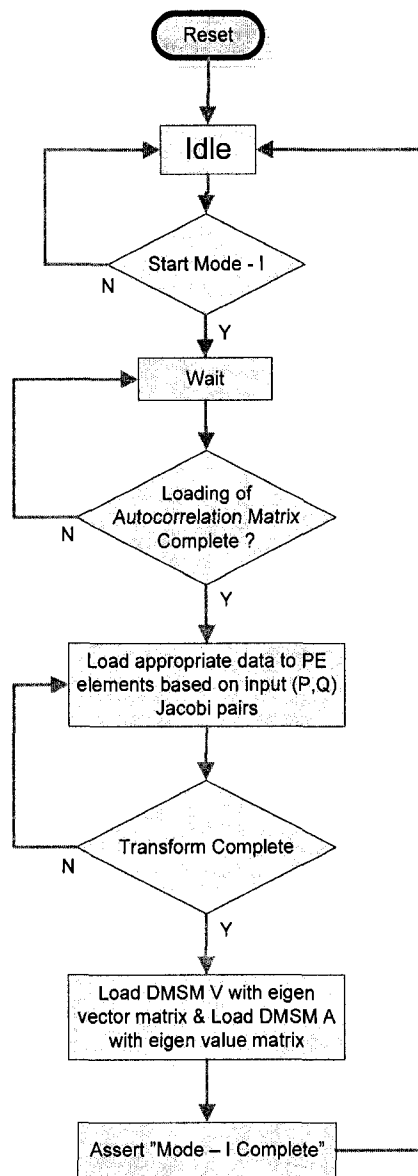 Reset
Idle
Start Mode - I
N
Y
Wait
Loading of
Autocorrelation Matrix
Complete ?
N
Y
Load appropriate data to PE
elements based on input (P,Q)
Jacobi pairs
Transform Complete
N
Y
Load DMSM V with eigen
vector matrix & Load DMSM A
with eigen value matrix
Assert "Mode – I Complete"